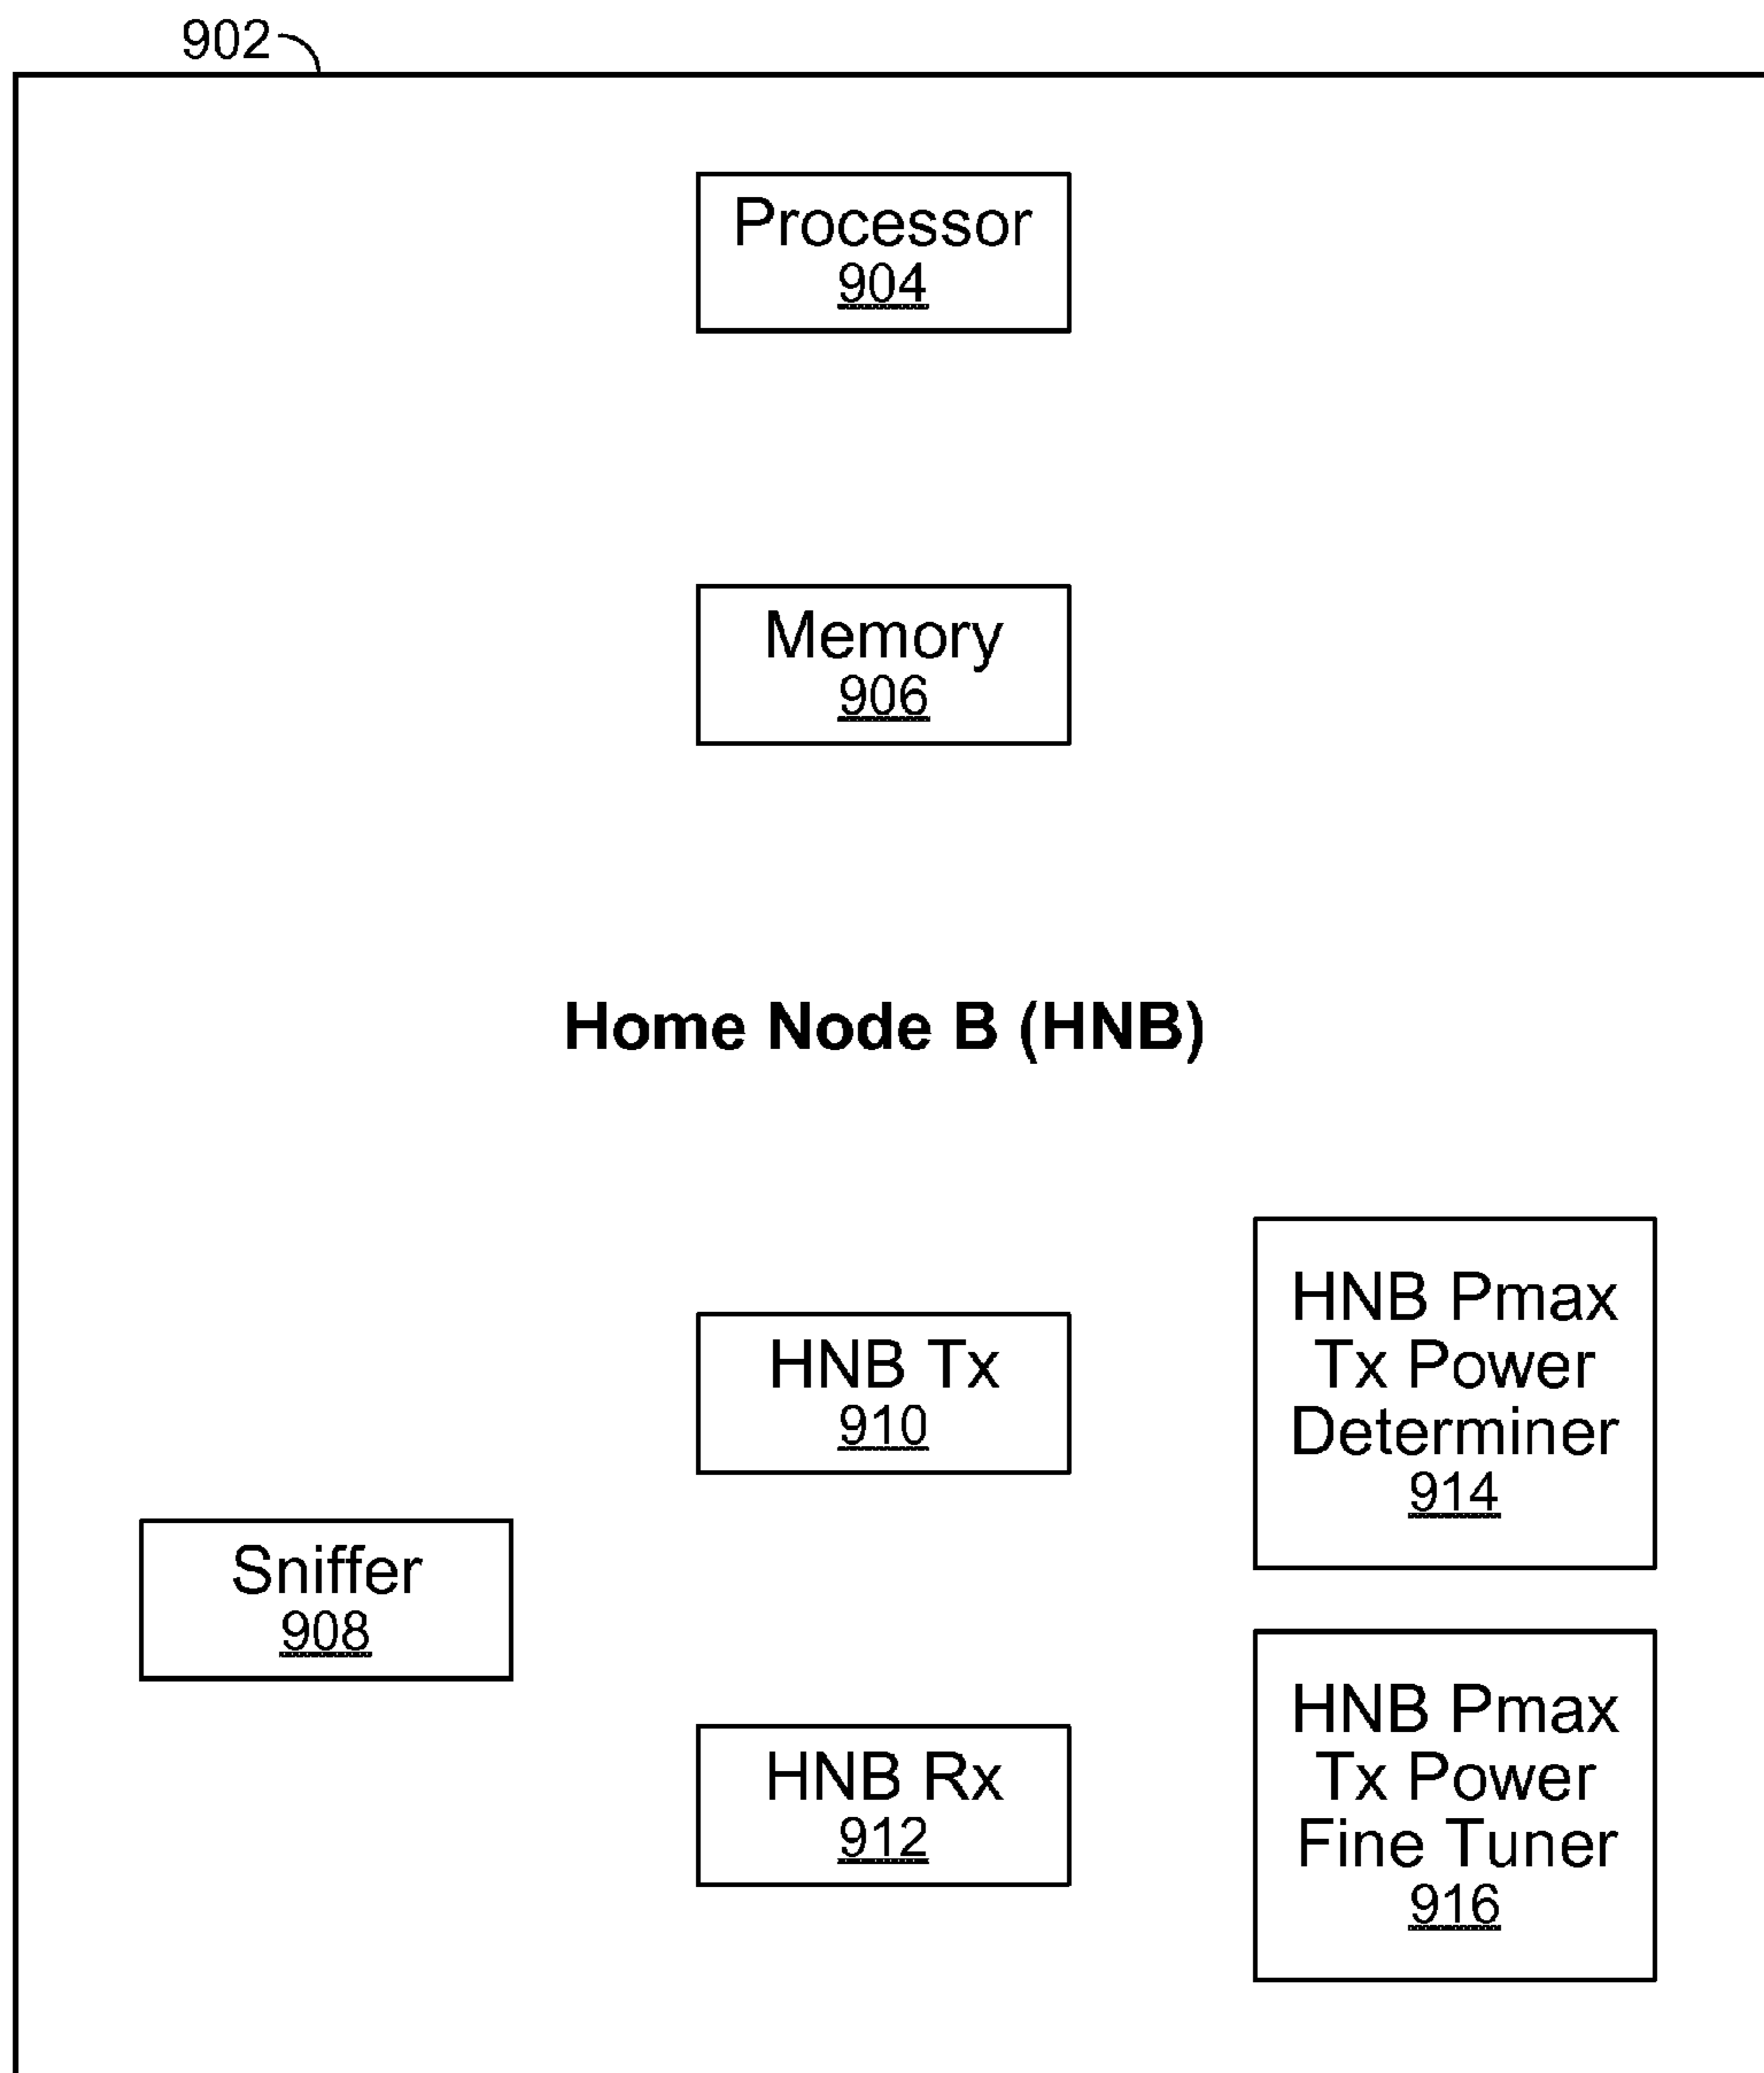 902
Processor
904
Memory
906
Home Node B (HNB)
HNB Tx
910
HNB Pmax
Tx Power
Determiner
914
Sniffer
908
HNB Rx
912
HNB Pmax
Tx Power
Fine Tuner
916